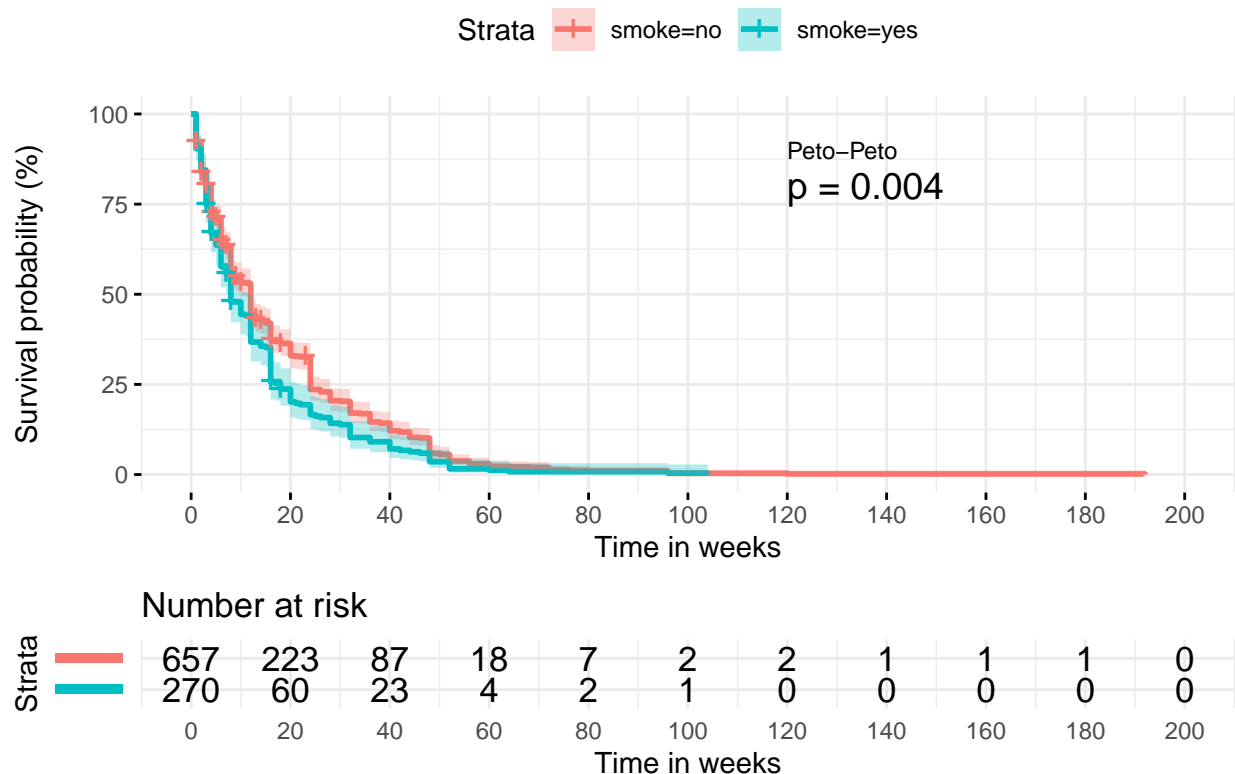 Strata smoke=no smoke=yes
Survival probability (%)
100
75
50
25
0
Peto−Peto
p = 0.004
0 20 40 60 80 100 120 140 160 180 200
Time in weeks
Number at risk
Strata
657 223 87 18 7 2 2 1 1 1 0
270 60 23 4 2 1 0 0 0 0 0
0 20 40 60 80 100 120 140 160 180 200
Time in weeks